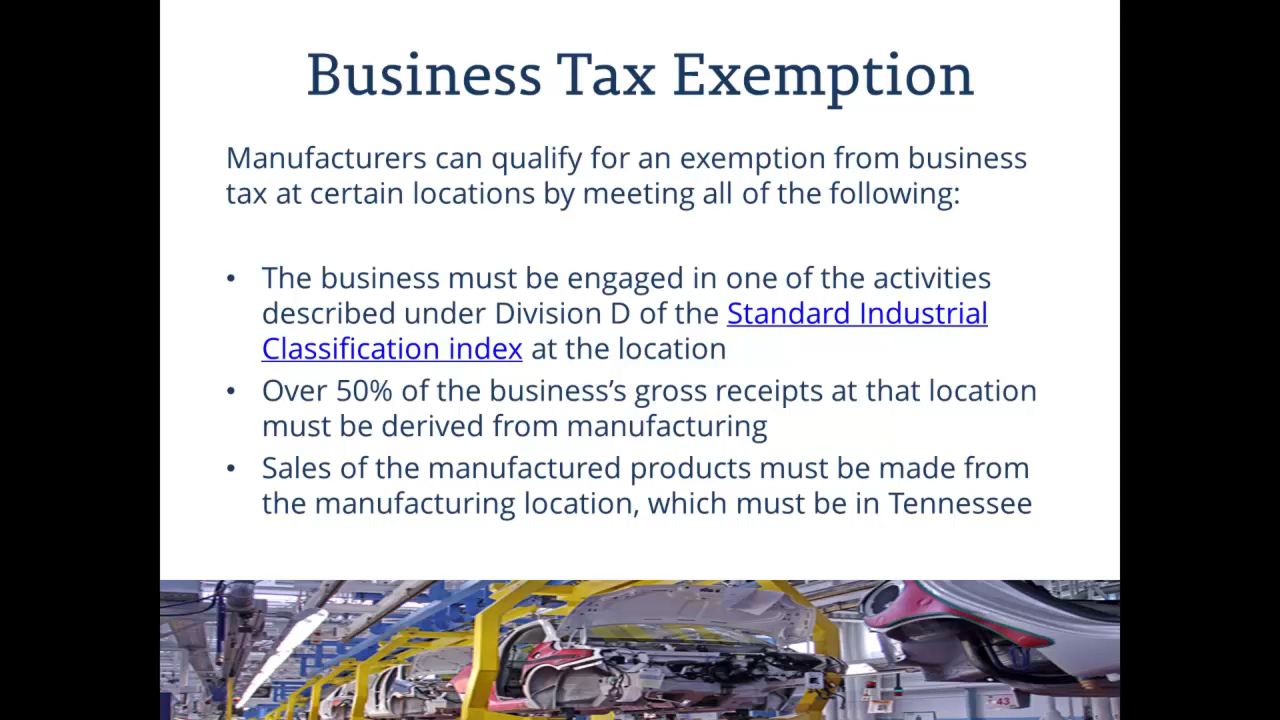 Business Tax Exemption
Manufacturers can qualify for an exemption from business
tax at certain locations by meeting all of the following:
• The business must be engaged in one of the activities
described under Division D of the Standard Industrial
Classification index at the location
• Over 50% of the business’s gross receipts at that location
must be derived from manufacturing
• Sales of the manufactured products must be made from
the manufacturing location, which must be in Tennessee
43